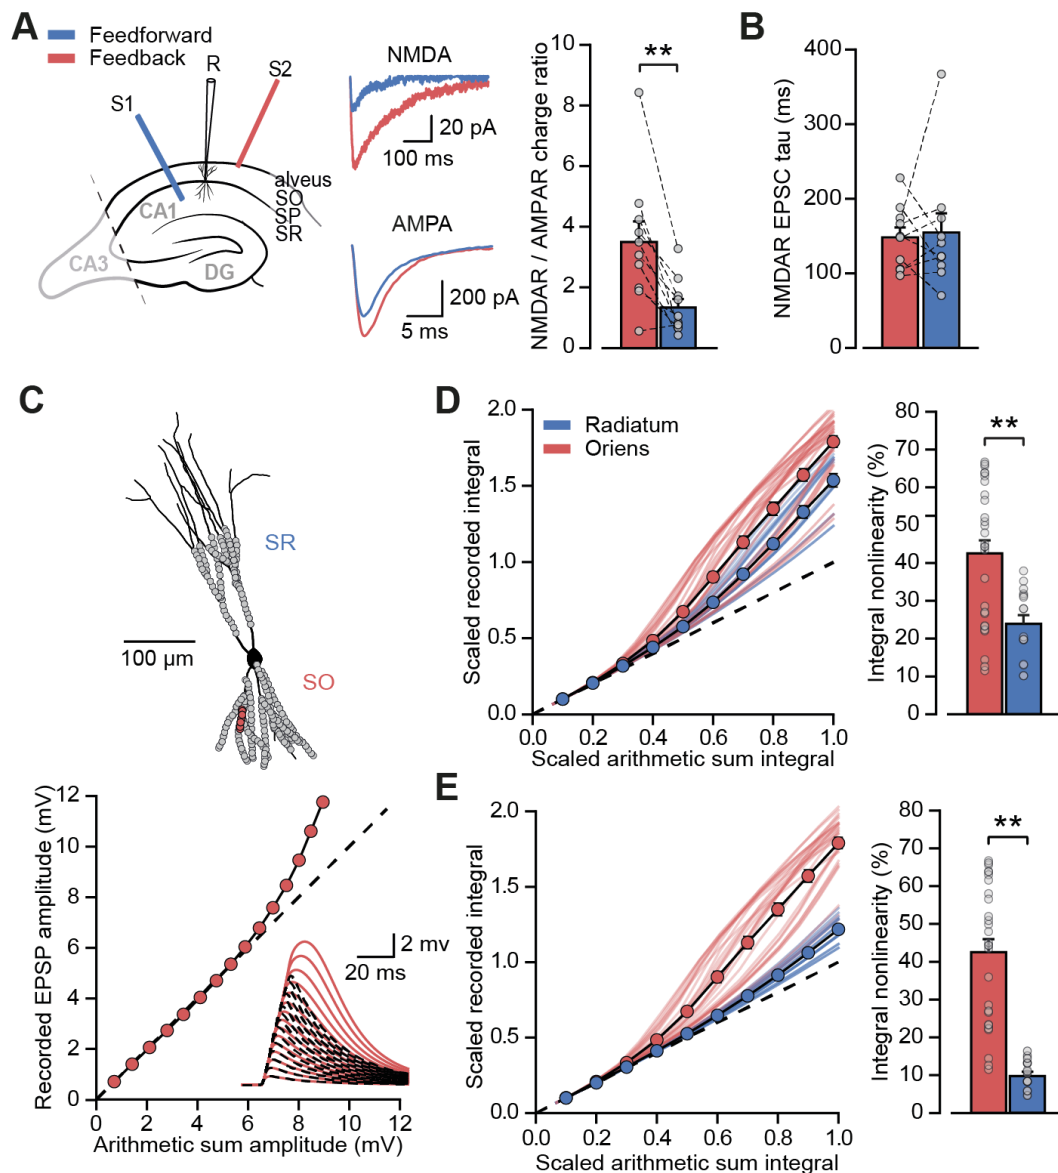 A
Feedforward
Feedback
R
S2
S1
alveus
SO
SP
SR
CA1
CA3
DG
NMDA
20 pA
100 ms
AMPA
200 pA
5 ms
NMDAR / AMPAR charge ratio
10
8
6
4
2
0
**
B
NMDAR EPSC tau (ms)
400
300
200
100
0
C
SR
100 µm
SO
Recorded EPSP amplitude (mV)
12
10
8
6
4
2
0
2 mv
20 ms
0 2 4 6 8 10 12
Arithmetic sum amplitude (mV)
D
Radiatum
Oriens
Scaled recorded integral
2.0
1.5
1.0
0.5
0.0
0.0 0.2 0.4 0.6 0.8 1.0
Scaled arithmetic sum integral
Integral nonlinearity (%)
80
70
60
50
40
30
20
10
0
**
E
Scaled recorded integral
2.0
1.5
1.0
0.5
0.0
0.0 0.2 0.4 0.6 0.8 1.0
Scaled arithmetic sum integral
Integral nonlinearity (%)
80
70
60
50
40
30
20
10
0
**